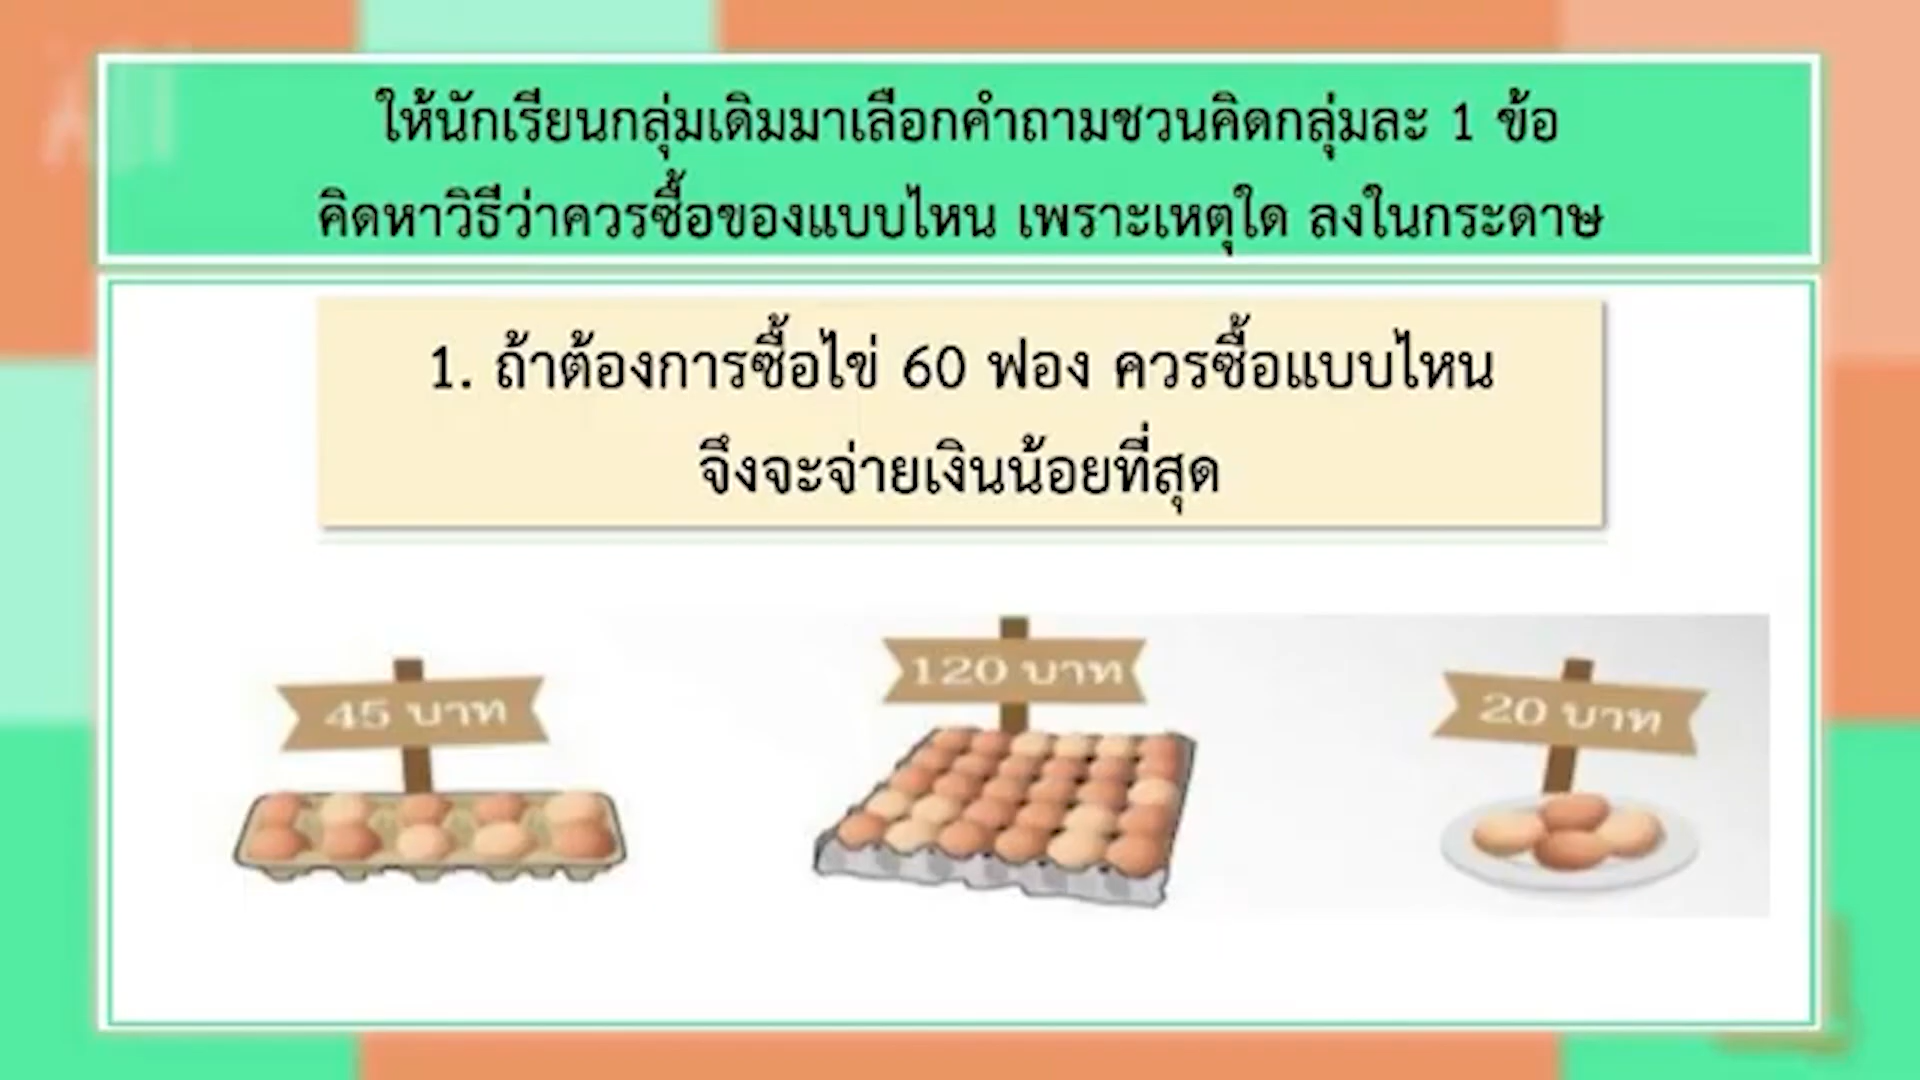 ให้นักเรียนกลุ่มเดิมมาเลือกคำถามชวนคิดกลุ่มละ 1 ข้อ
คิดหาวิธีว่าควรซื้อของแบบไหน เพราะเหตุใด ลงในกระดาษ
1. ถ้าต้องการซื้อไข่ 60 ฟอง ควรซื้อแบบไหน
จึงจะจ่ายเงินน้อยที่สุด
45 บาท
120 บาท
20 บาท